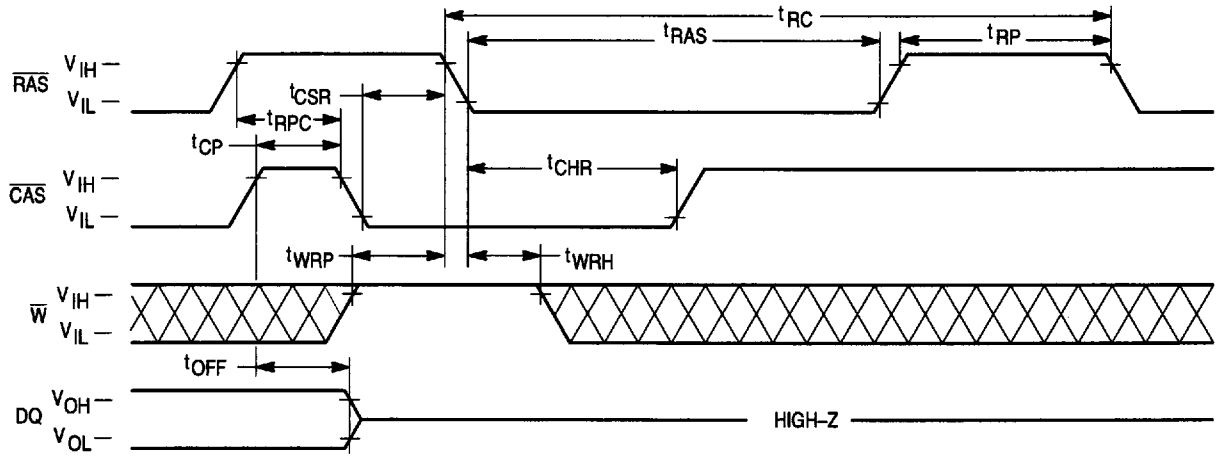 tRC
tRAS
tRP
RAS
VIH
VIL
tCSR
tRPC
tCP
tCHR
CAS
VIH
VIL
tWRP
tWRH
W
VIH
VIL
tOFF
DQ
VOH
VOL
HIGH–Z